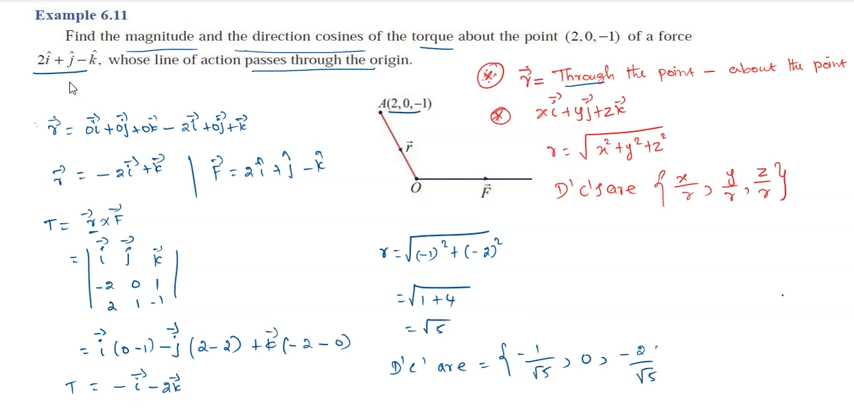 Example 6.11
Find the magnitude and the direction cosines of the torque about the point (2,0,−1) of a force
2î + ĵ − k̂, whose line of action passes through the origin.
(*) r⃗ = Through the point – about the point
(*) xi⃗+yj⃗+zk⃗
r = √(x²+y²+z²)
D'c's are {x/r, y/r, z/r}
A(2,0,−1)
r⃗
O
F⃗
r⃗ = 0i⃗+0j⃗+0k⃗ − 2i⃗+0j⃗+k⃗
r⃗ = −2i⃗+k⃗ | F⃗ = 2î+ĵ−k̂
T = r⃗ × F⃗
= | i⃗ j⃗ k⃗ |
−2 0 1
2 1 −1
= i⃗(0−1) − j⃗(2−2) + k⃗(−2−0)
T = −i⃗−2k⃗
r = √((−1)²+(−2)²)
= √(1+4)
= √5
D'c' are = {−1/√5, 0, −2/√5